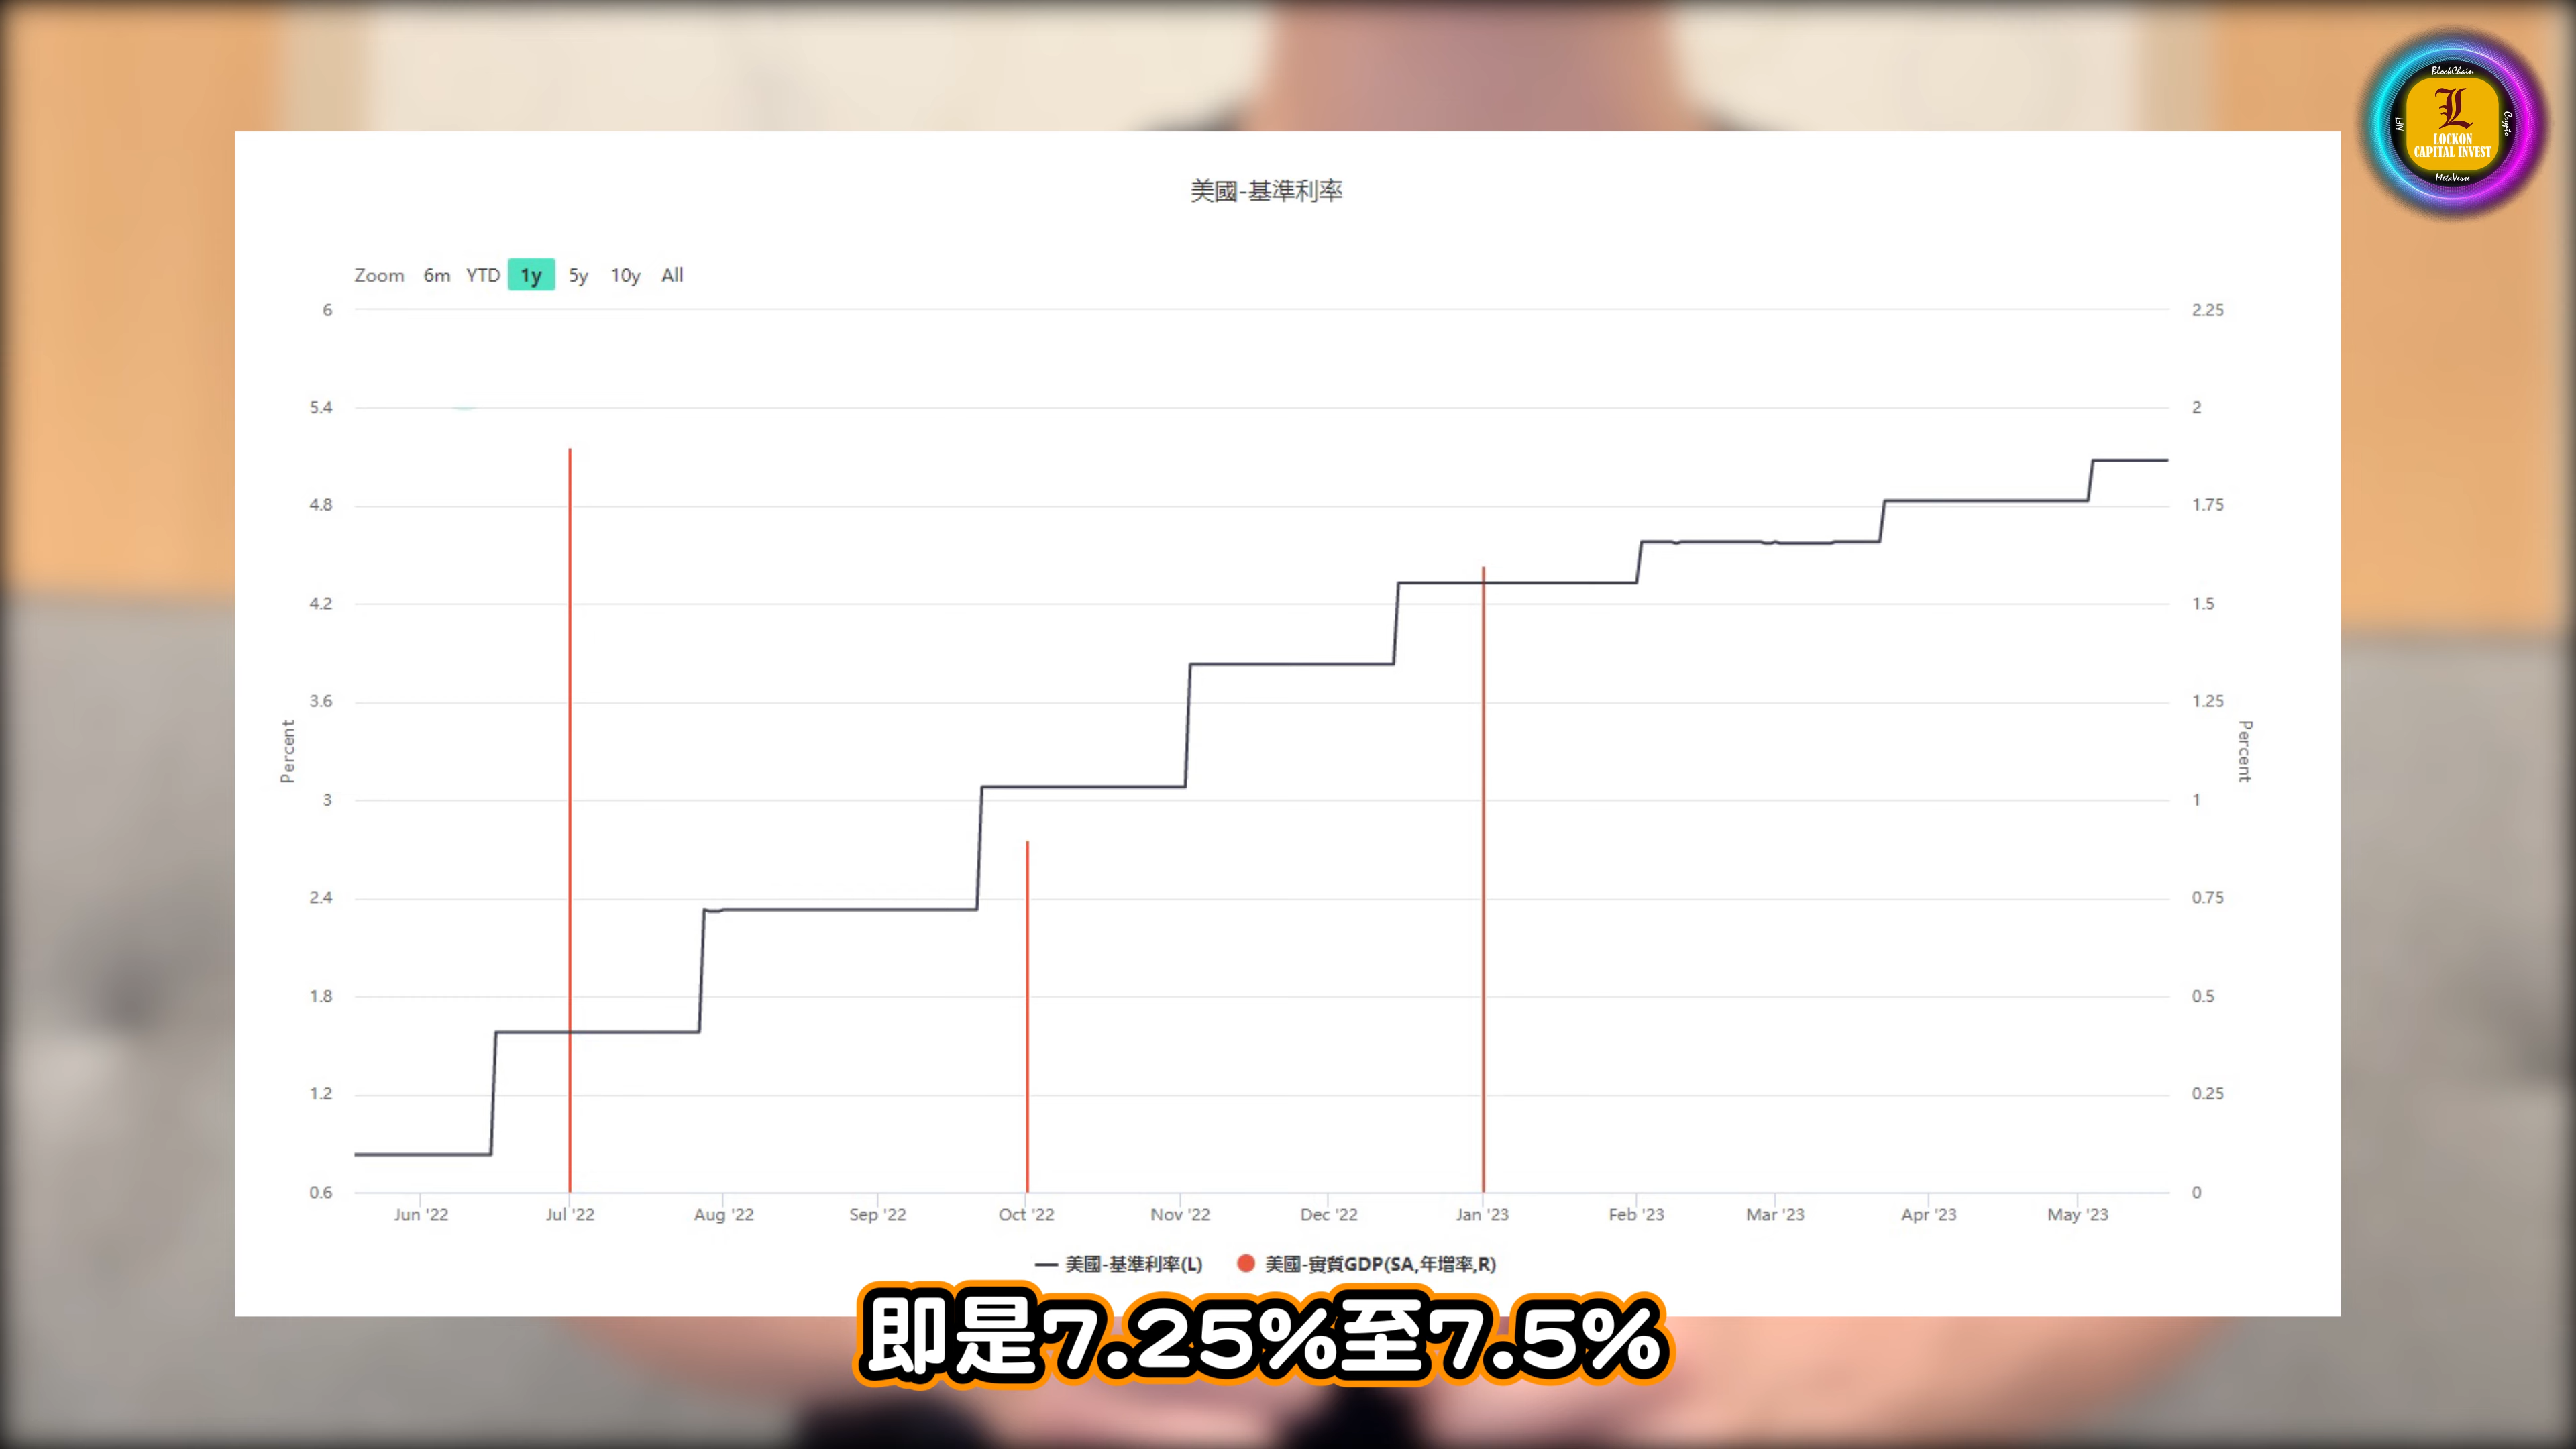 BlockChain
NFT
Crypto
L
LOCKON
CAPITAL INVEST
MetaVerse
美國-基準利率
Zoom 6m YTD 1y 5y 10y All
6 2.25
5.4 2
4.8 1.75
4.2 1.5
3.6 1.25
Percent
Percent
3 1
2.4 0.75
1.8 0.5
1.2 0.25
0.6 0
Jun '22 Jul '22 Aug '22 Sep '22 Oct '22 Nov '22 Dec '22 Jan '23 Feb '23 Mar '23 Apr '23 May '23
美國-基準利率(L) 美國-實質GDP(SA,年增率,R)
即是7.25%至7.5%